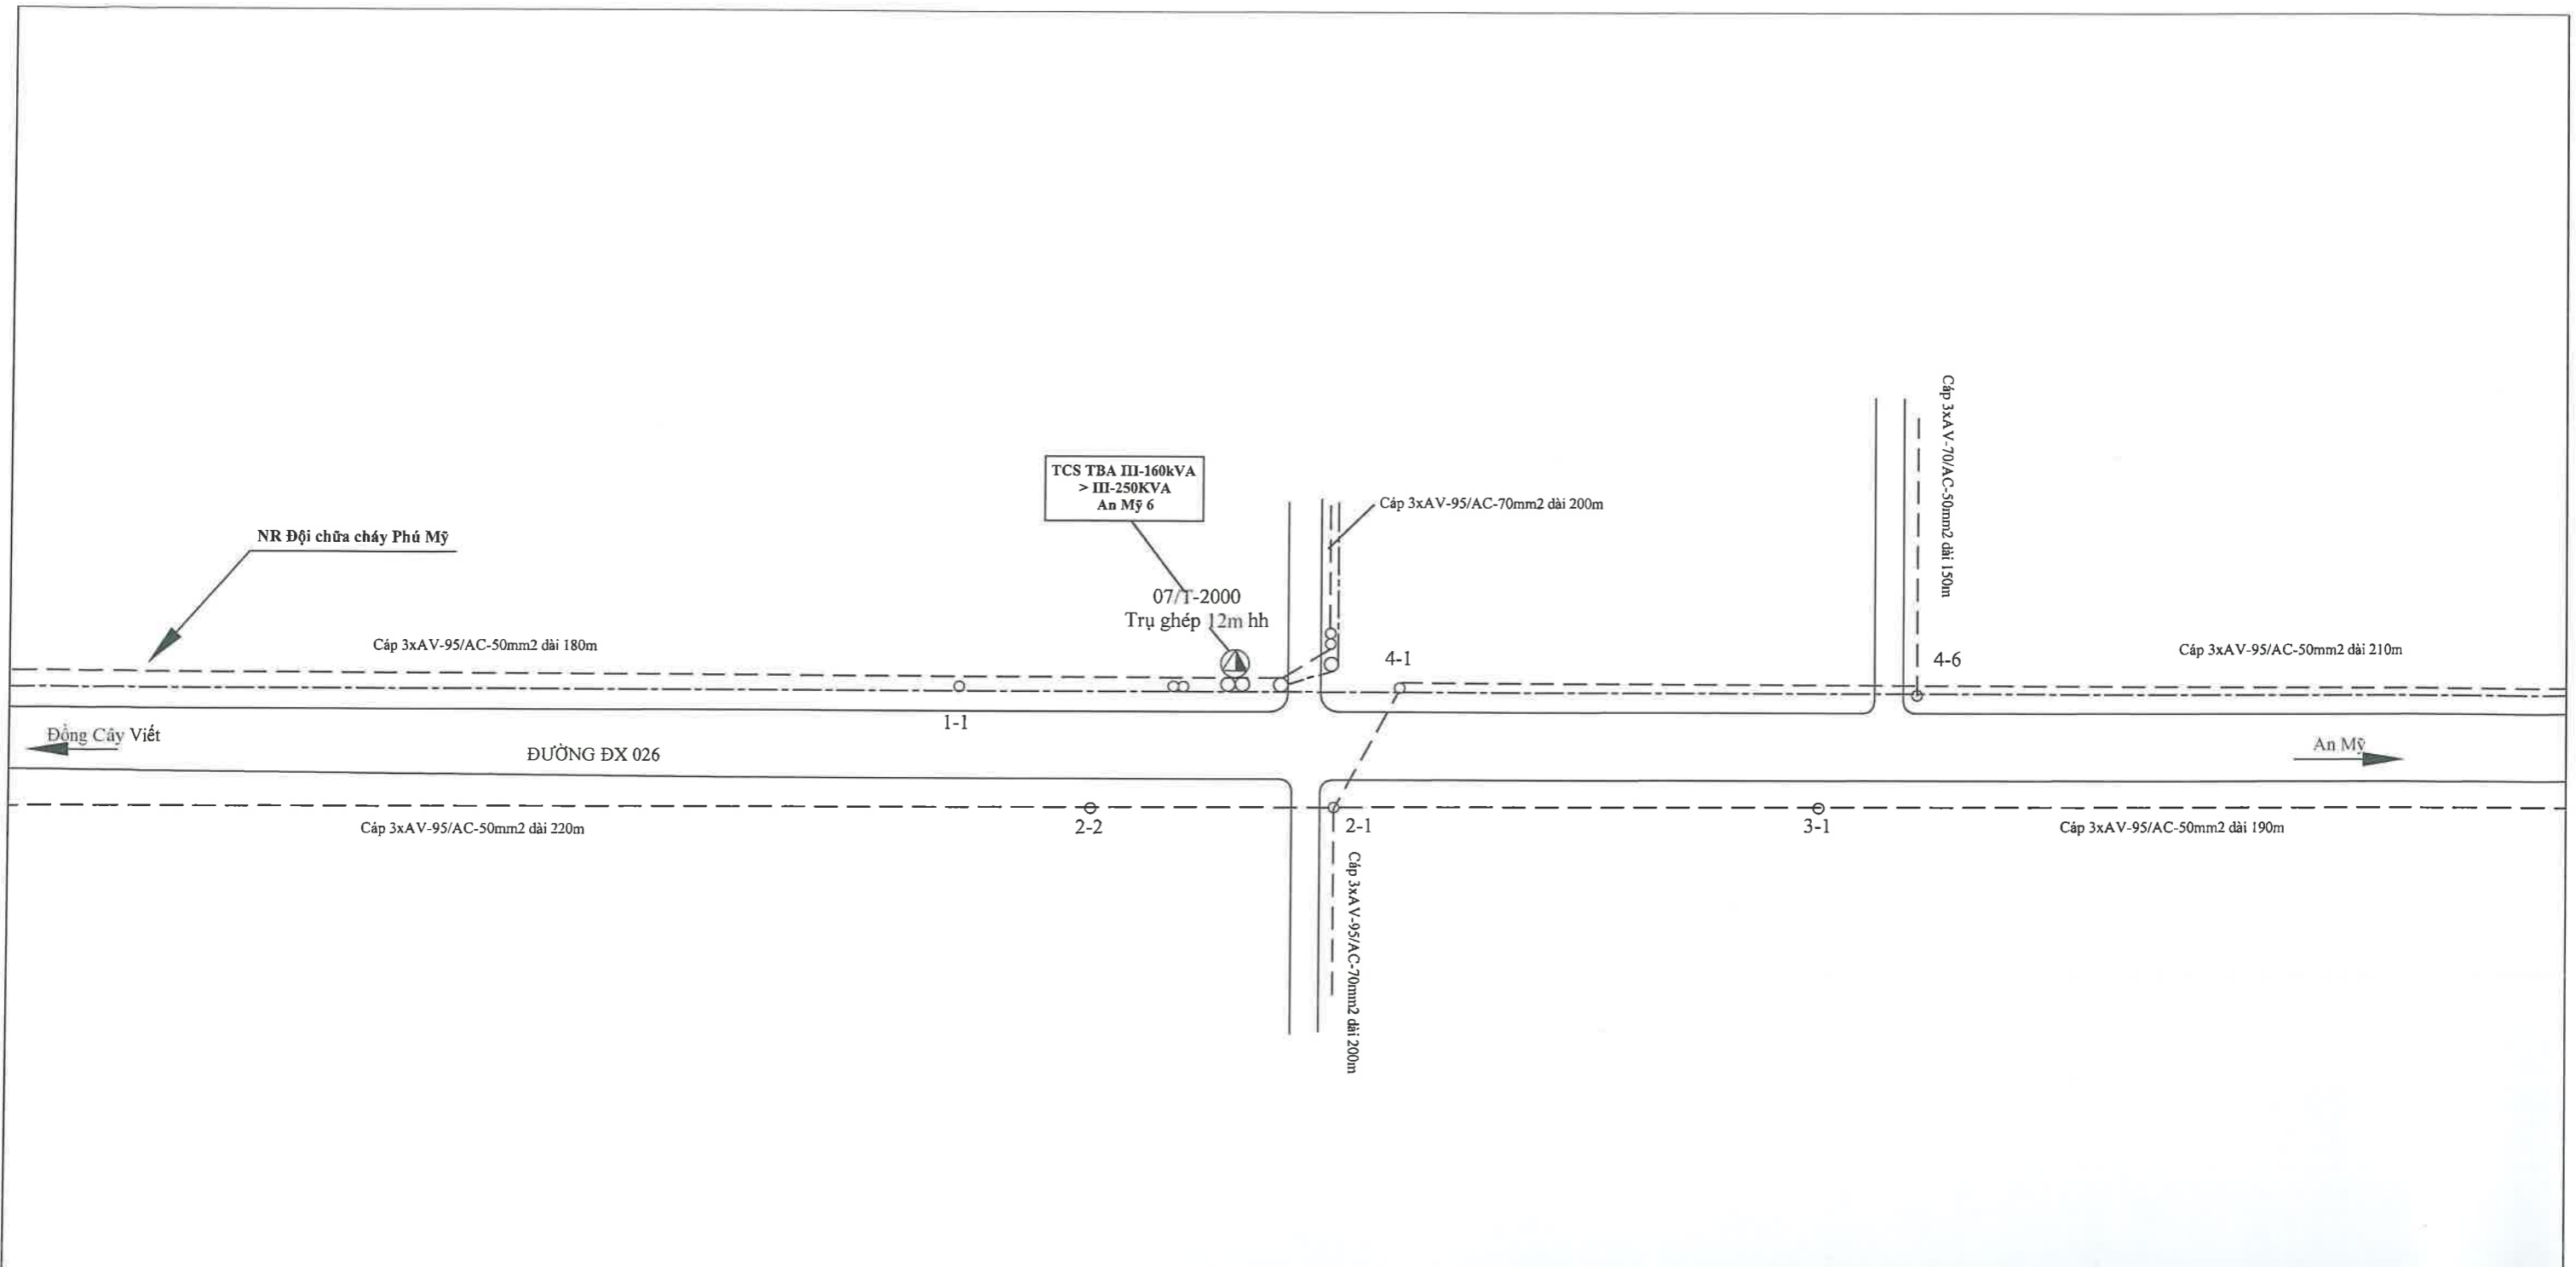 TCS TBA III-160kVA
> III-250KVA
An Mỹ 6
NR Đội chữa cháy Phú Mỹ
Cáp 3xAV-95/AC-70mm2 dài 200m
Cáp 3xAV-70/AC-50mm2 dài 150m
07/T-2000
Trụ ghép 12m hh
Cáp 3xAV-95/AC-50mm2 dài 180m
4-1
4-6
Cáp 3xAV-95/AC-50mm2 dài 210m
1-1
Đồng Cây Viết
ĐƯỜNG ĐX 026
An Mỹ
Cáp 3xAV-95/AC-50mm2 dài 220m
2-2
2-1
3-1
Cáp 3xAV-95/AC-50mm2 dài 190m
Cáp 3xAV-95/AC-70mm2 dài 200m